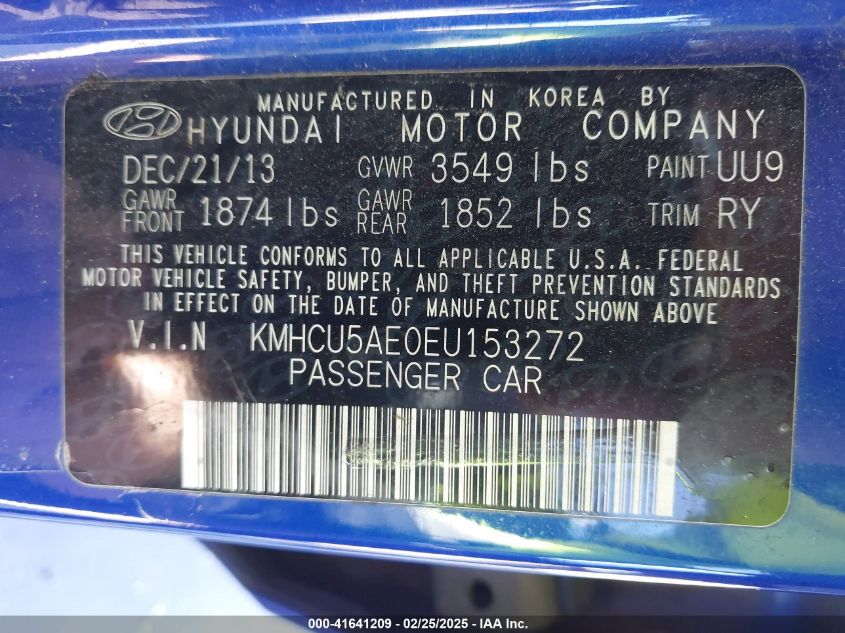 MANUFACTURED IN KOREA BY
HYUNDAI MOTOR COMPANY
DEC/21/13 GVWR 3549 lbs PAINT UU9
GAWR FRONT 1874 lbs GAWR REAR 1852 lbs TRIM RY
THIS VEHICLE CONFORMS TO ALL APPLICABLE U.S.A. FEDERAL
MOTOR VEHICLE SAFETY, BUMPER, AND THEFT PREVENTION STANDARDS
IN EFFECT ON THE DATE OF MANUFACTURE SHOWN ABOVE
V.I.N KMHCU5AE0EU153272
PASSENGER CAR
000-41641209 - 02/25/2025 - IAA Inc.